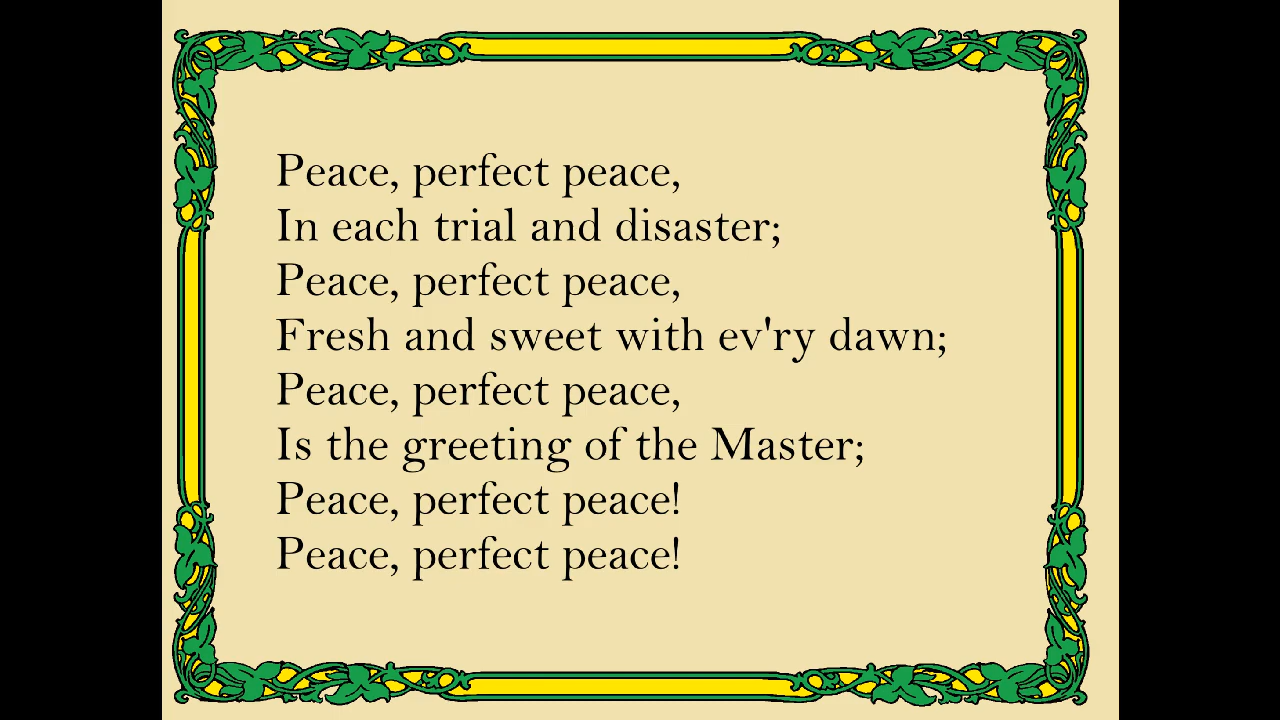 Peace, perfect peace,
In each trial and disaster;
Peace, perfect peace,
Fresh and sweet with ev'ry dawn;
Peace, perfect peace,
Is the greeting of the Master;
Peace, perfect peace!
Peace, perfect peace!